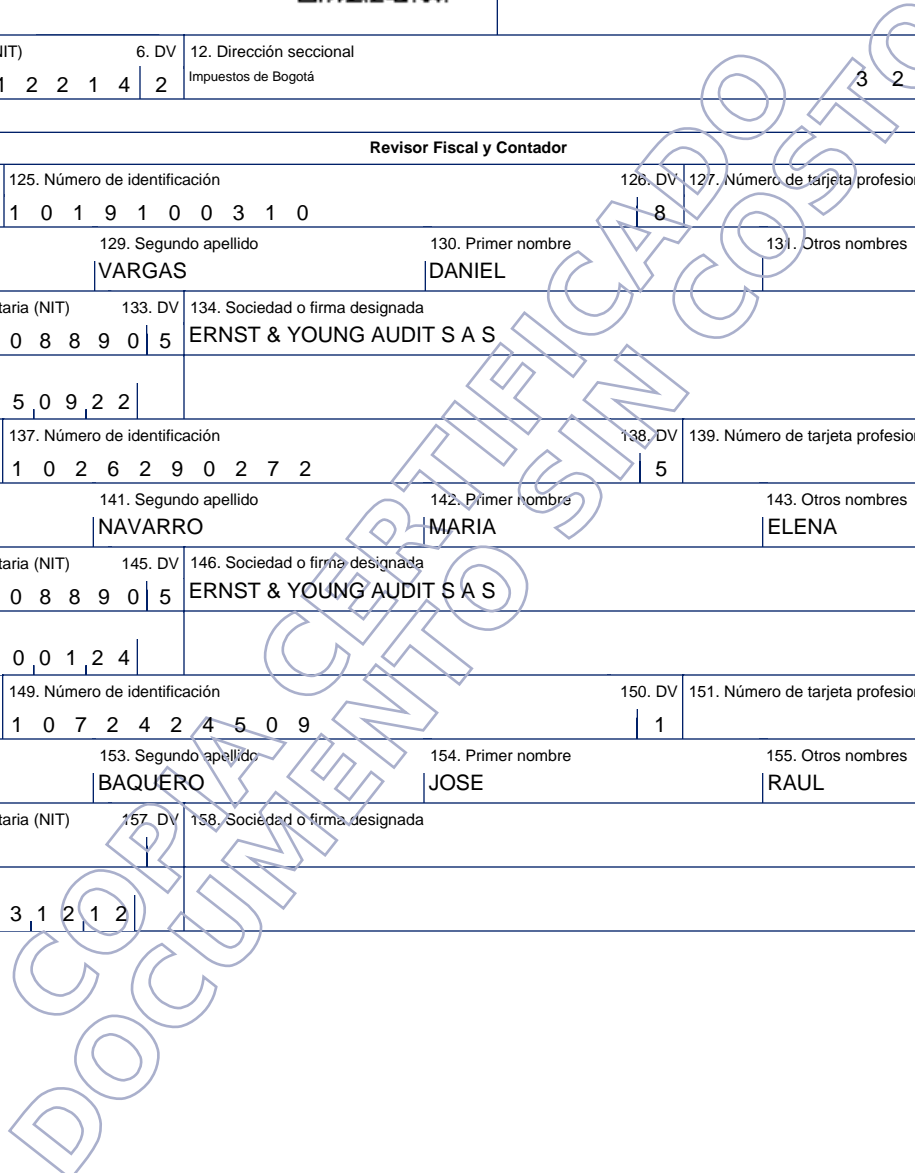 NIT) 6. DV 12. Dirección seccional
1 2 2 1 4 2 Impuestos de Bogotá 3 2
Revisor Fiscal y Contador
125. Número de identificación 126. DV 127. Número de tarjeta profesion
1 0 1 9 1 0 0 3 1 0 8
129. Segundo apellido 130. Primer nombre 131. Otros nombres
VARGAS DANIEL
taria (NIT) 133. DV 134. Sociedad o firma designada
0 8 8 9 0 5 ERNST & YOUNG AUDIT S A S
5 0 9 2 2
137. Número de identificación 138. DV 139. Número de tarjeta profesion
1 0 2 6 2 9 0 2 7 2 5
141. Segundo apellido 142. Primer nombre 143. Otros nombres
NAVARRO MARIA ELENA
taria (NIT) 145. DV 146. Sociedad o firma designada
0 8 8 9 0 5 ERNST & YOUNG AUDIT S A S
0 0 1 2 4
149. Número de identificación 150. DV 151. Número de tarjeta profesion
1 0 7 2 4 2 4 5 0 9 1
153. Segundo apellido 154. Primer nombre 155. Otros nombres
BAQUERO JOSE RAUL
taria (NIT) 157. DV 158. Sociedad o firma designada
3 1 2 1 2
COPIA CERTIFICADO
DOCUMENTO SIN COSTO